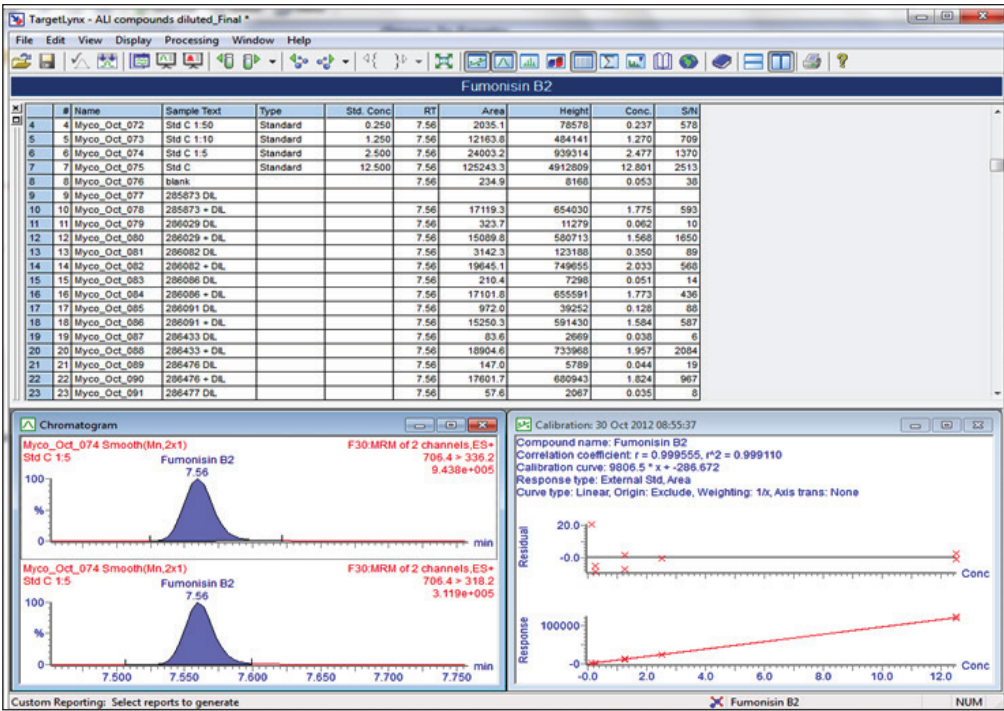 TargetLynx - ALI compounds diluted_Final *
File Edit View Display Processing Window Help
Fumonisin B2
# Name Sample Text Type Std. Conc RT Area Height Conc. S/N
4 4 Myco_Oct_072 Std C 1:50 Standard 0.250 7.56 2035.1 78578 0.237 578
5 5 Myco_Oct_073 Std C 1:10 Standard 1.250 7.56 12163.8 484141 1.270 709
6 6 Myco_Oct_074 Std C 1:5 Standard 2.500 7.56 24003.2 939314 2.477 1370
7 7 Myco_Oct_075 Std C Standard 12.500 7.56 125243.3 4912809 12.801 2513
8 8 Myco_Oct_076 blank 7.56 234.9 8168 0.053 38
9 9 Myco_Oct_077 285873 DIL
10 10 Myco_Oct_078 285873 + DIL 7.56 17119.3 654030 1.775 593
11 11 Myco_Oct_079 286029 DIL 7.56 323.7 11279 0.062 10
12 12 Myco_Oct_080 286029 + DIL 7.56 15089.8 580713 1.568 1650
13 13 Myco_Oct_081 286082 DIL 7.56 3142.3 123188 0.350 89
14 14 Myco_Oct_082 286082 + DIL 7.56 19645.1 749655 2.033 568
15 15 Myco_Oct_083 286086 DIL 7.56 210.4 7298 0.051 14
16 16 Myco_Oct_084 286086 + DIL 7.56 17101.8 655591 1.773 436
17 17 Myco_Oct_085 286091 DIL 7.56 972.0 39252 0.128 88
18 18 Myco_Oct_086 286091 + DIL 7.56 15250.3 591430 1.584 587
19 19 Myco_Oct_087 286433 DIL 7.56 83.6 2669 0.038 6
20 20 Myco_Oct_088 286433 + DIL 7.56 18904.6 733968 1.957 2084
21 21 Myco_Oct_089 286476 DIL 7.56 147.0 5789 0.044 19
22 22 Myco_Oct_090 286476 + DIL 7.56 17601.7 680943 1.824 967
23 23 Myco_Oct_091 286477 DIL 7.56 57.6 2067 0.035 8
Chromatogram
Myco_Oct_074 Smooth(Mn,2x1) F30:MRM of 2 channels,ES+
Std C 1:5 Fumonisin B2 706.4 > 336.2
7.56 9.438e+005
100
%
0
min
Myco_Oct_074 Smooth(Mn,2x1) F30:MRM of 2 channels,ES+
Std C 1:5 Fumonisin B2 706.4 > 318.2
7.56 3.119e+005
100
%
0
min
7.500 7.550 7.600 7.650 7.700 7.750
Calibration: 30 Oct 2012 08:55:37
Compound name: Fumonisin B2
Correlation coefficient: r = 0.999555, r^2 = 0.999110
Calibration curve: 9806.5 * x + -286.672
Response type: External Std, Area
Curve type: Linear, Origin: Exclude, Weighting: 1/x, Axis trans: None
Residual
20.0
-0.0
Conc
Response
100000
-0
Conc
-0.0 2.0 4.0 6.0 8.0 10.0 12.0
Custom Reporting: Select reports to generate Fumonisin B2 NUM